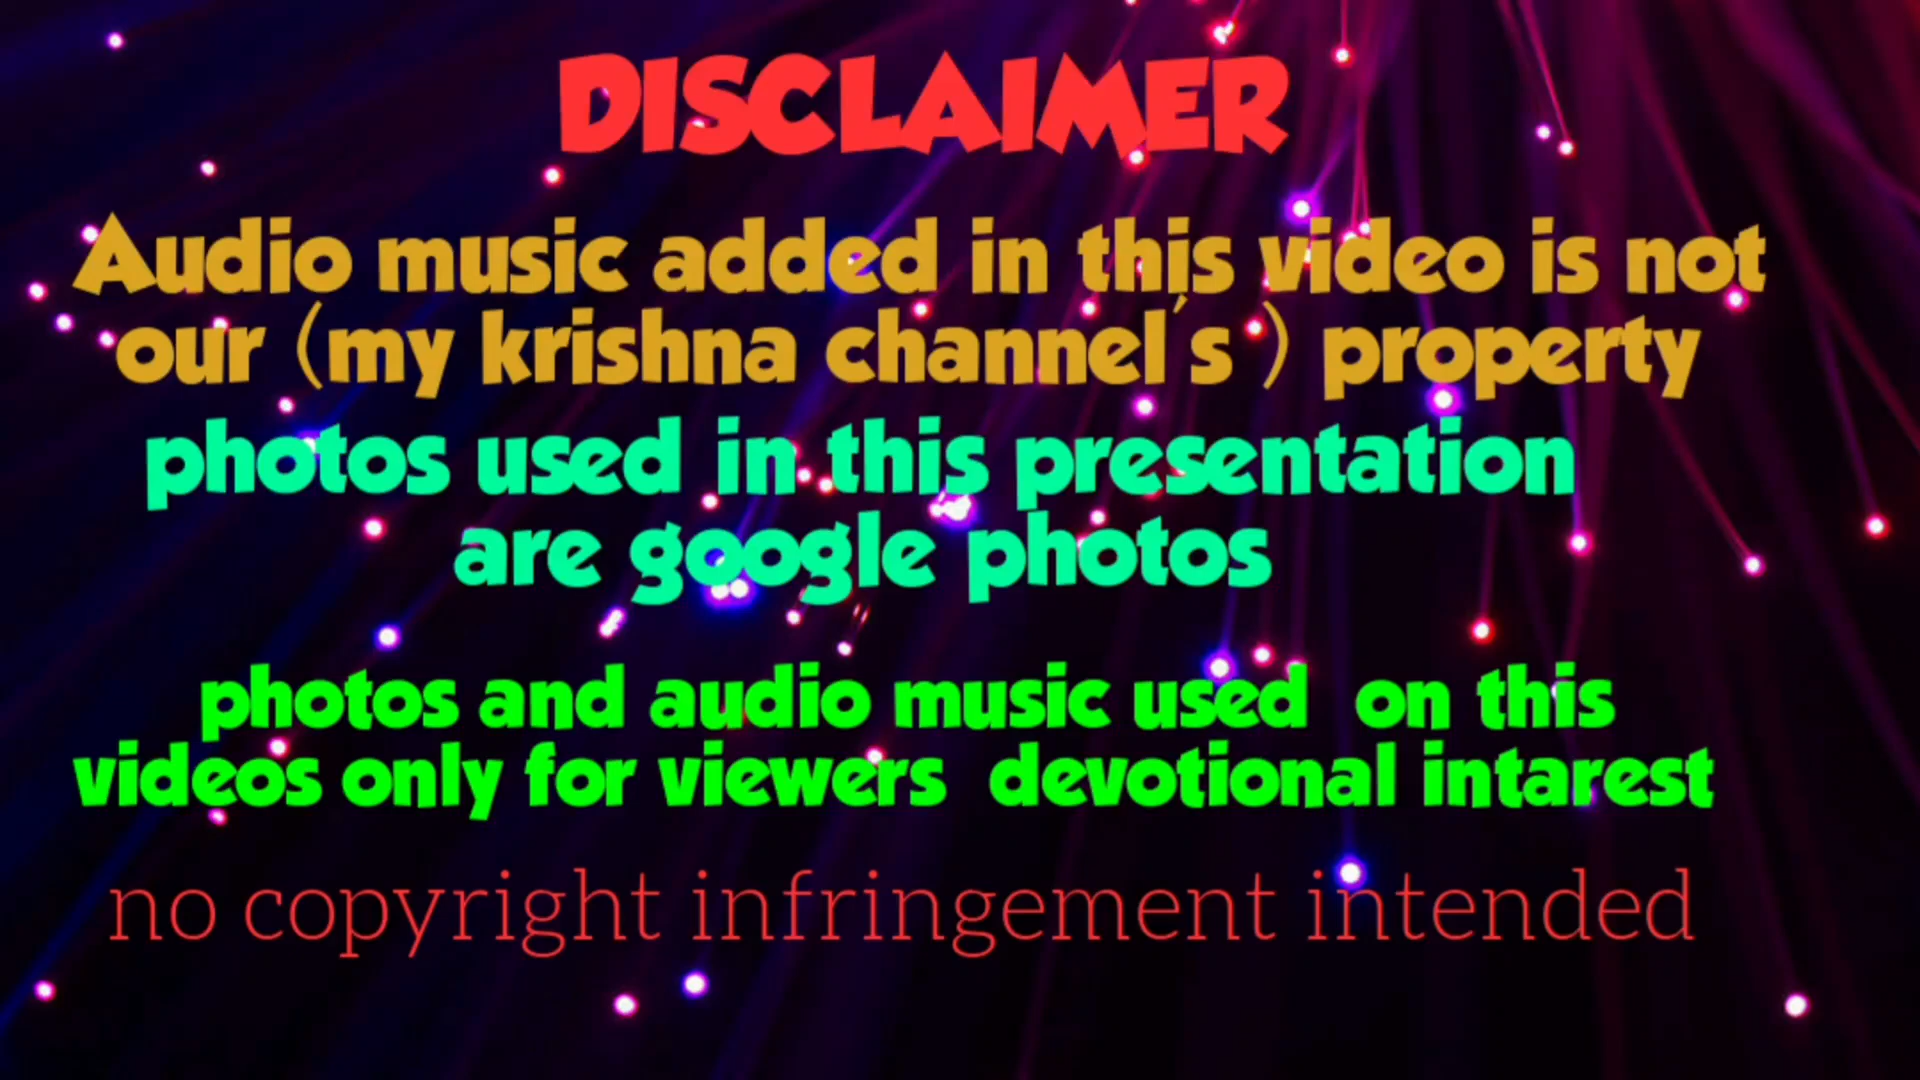 DISCLAIMER
Audio music added in this video is not
our (my krishna channel's ) property
photos used in this presentation
are google photos
photos and audio music used on this
videos only for viewers devotional intarest
no copyright infringement intended